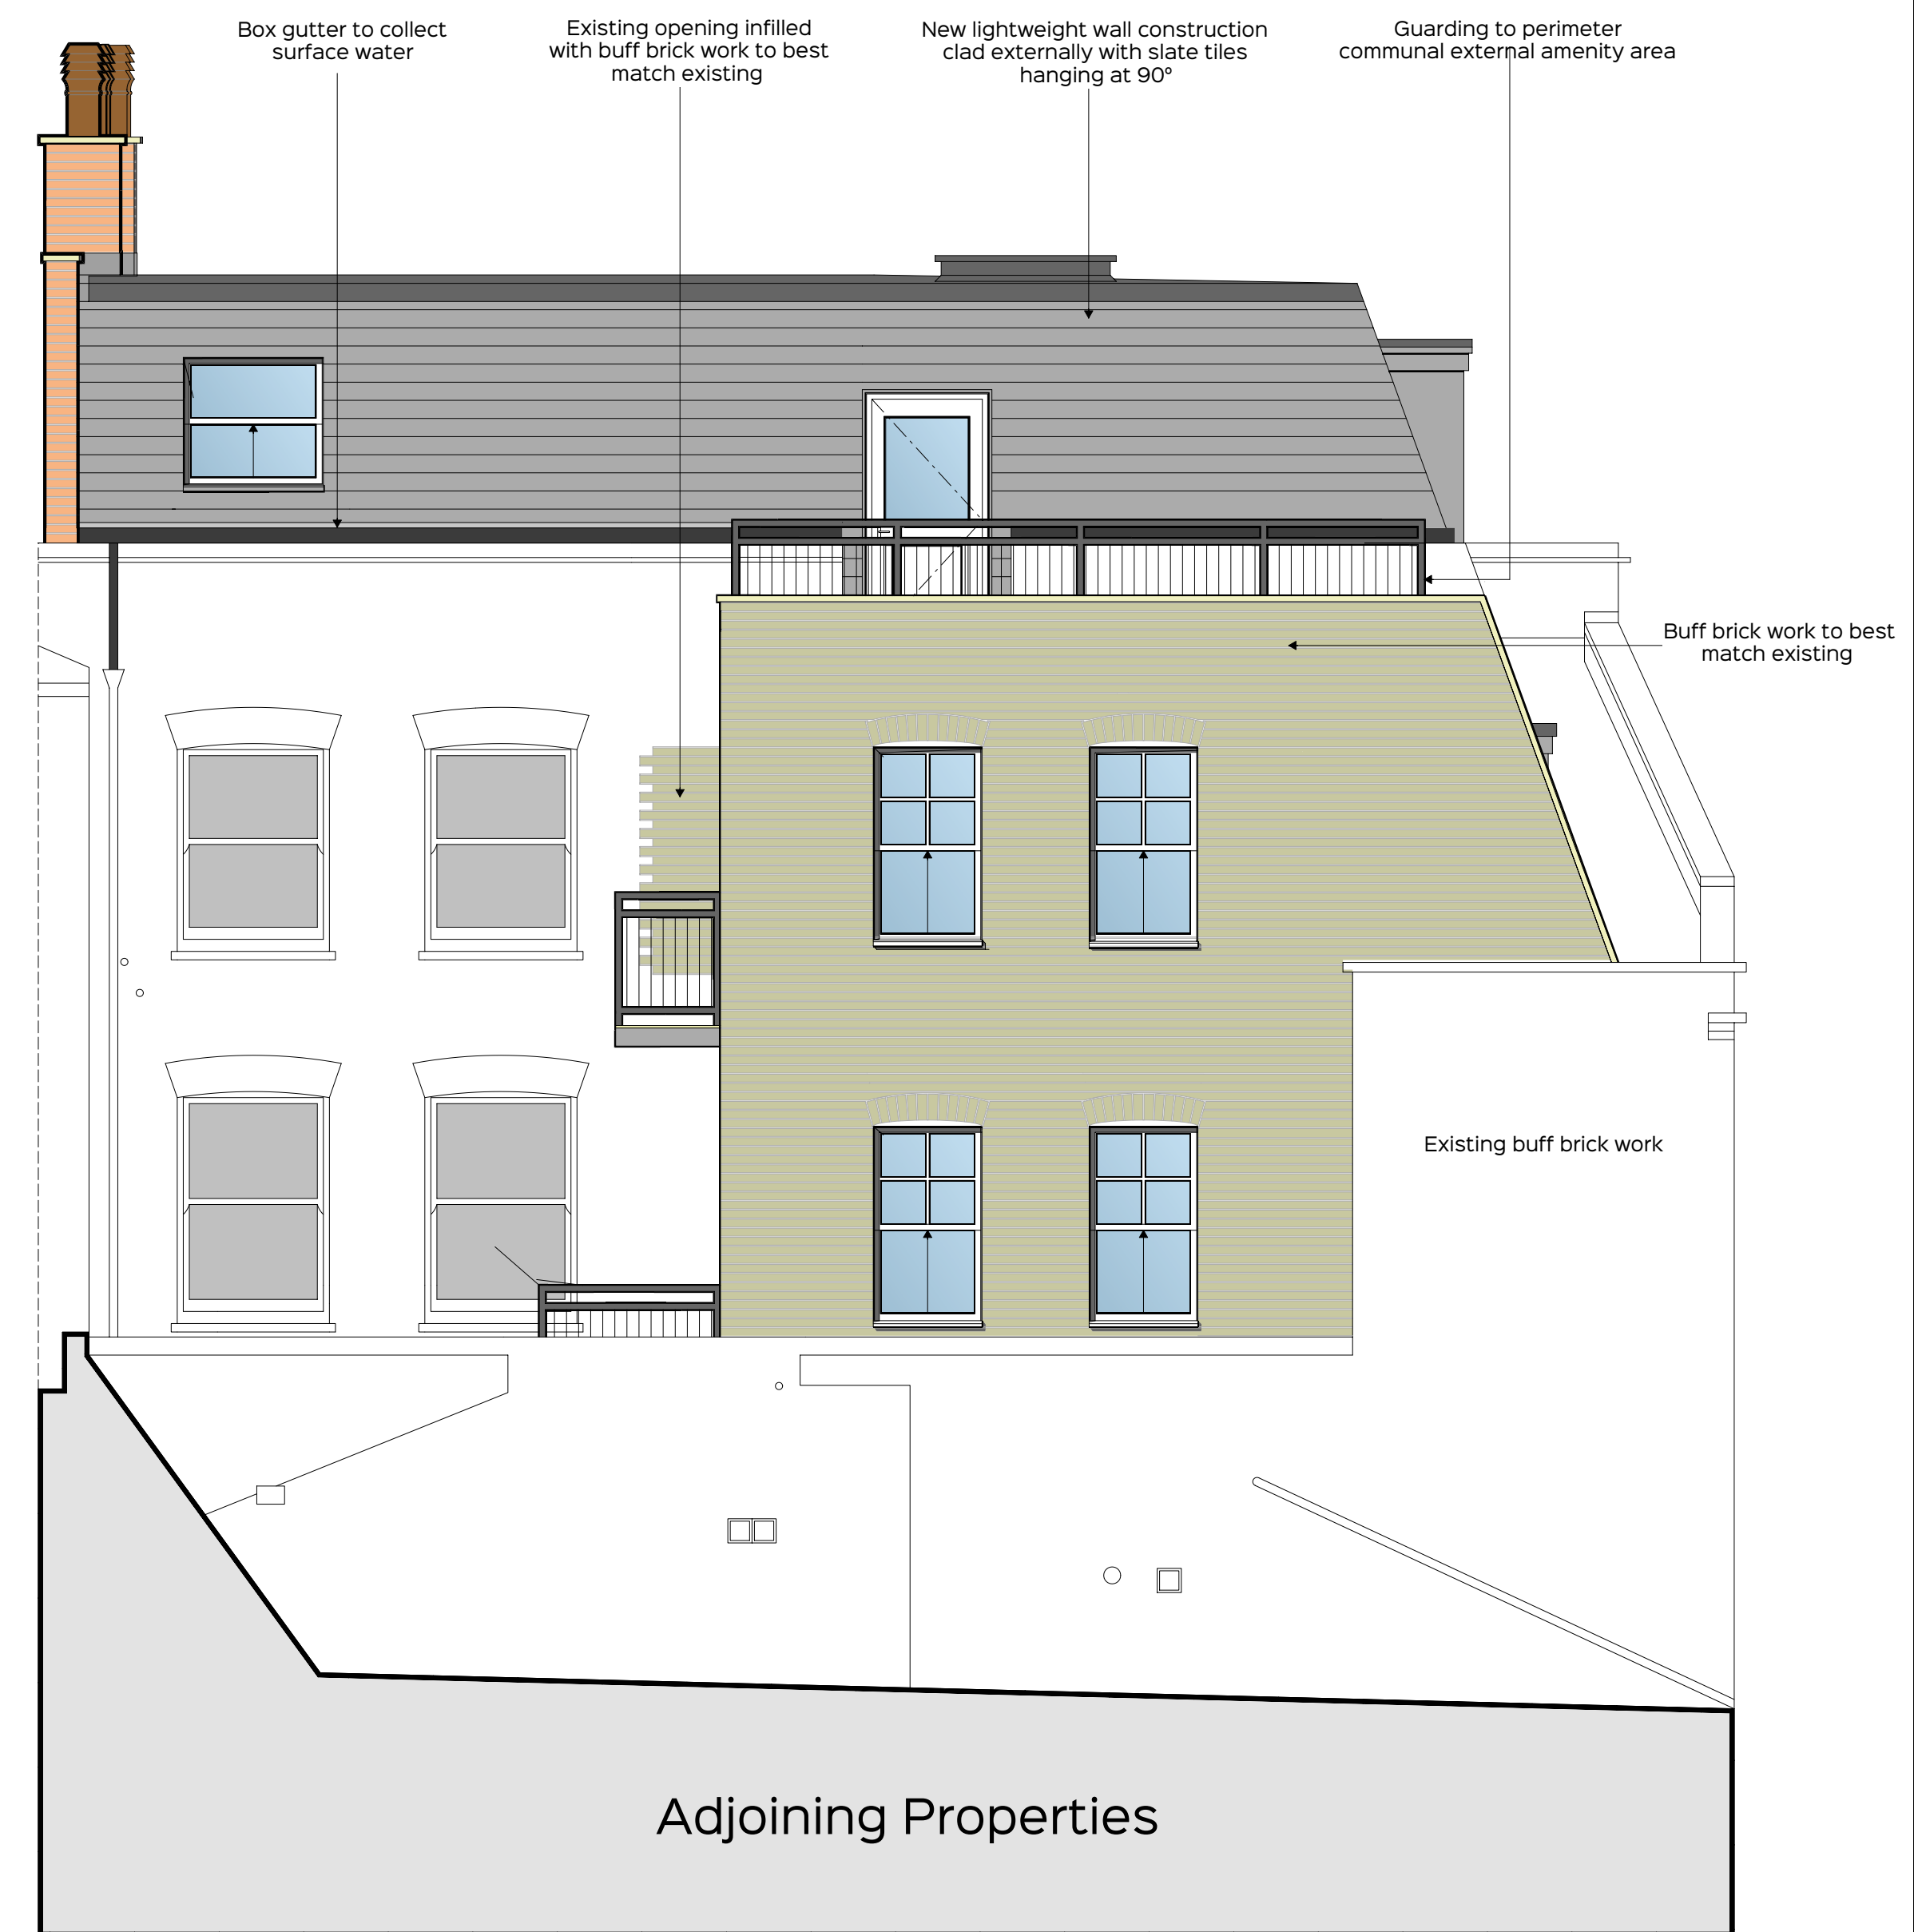 Box gutter to collect
surface water
Existing opening infilled
with buff brick work to best
match existing
New lightweight wall construction
clad externally with slate tiles
hanging at 90º
Guarding to perimeter
communal external amenity area
Buff brick work to best
match existing
Existing buff brick work
Adjoining Properties